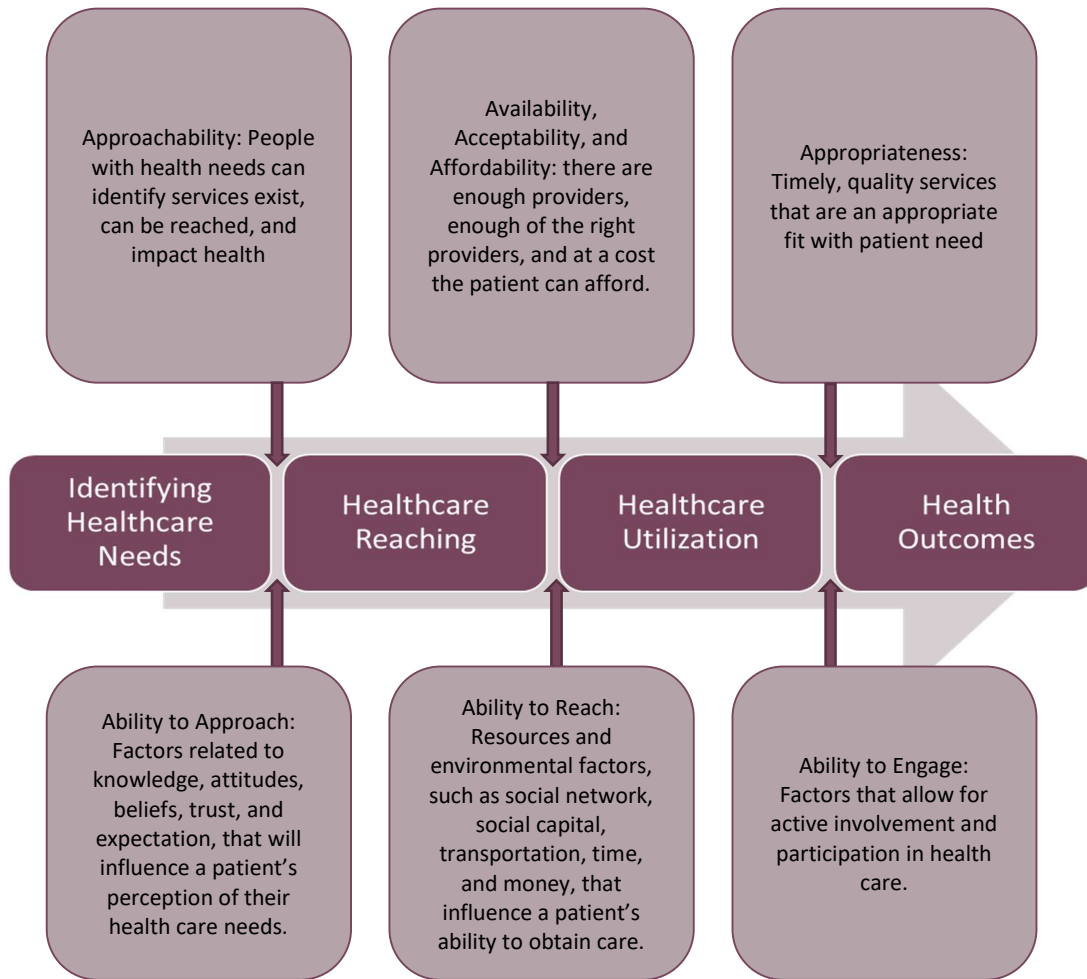 Approachability: People
with health needs can
identify services exist,
can be reached, and
impact health
Availability,
Acceptability, and
Affordability: there are
enough providers,
enough of the right
providers, and at a cost
the patient can afford.
Appropriateness:
Timely, quality services
that are an appropriate
fit with patient need
Identifying
Healthcare
Needs
Healthcare
Reaching
Healthcare
Utilization
Health
Outcomes
Ability to Approach:
Factors related to
knowledge, attitudes,
beliefs, trust, and
expectation, that will
influence a patient’s
perception of their
health care needs.
Ability to Reach:
Resources and
environmental factors,
such as social network,
social capital,
transportation, time,
and money, that
influence a patient’s
ability to obtain care.
Ability to Engage:
Factors that allow for
active involvement and
participation in health
care.